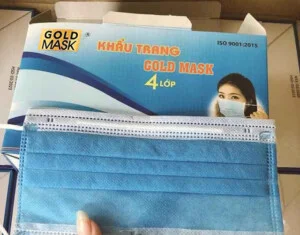 GOLD
MASK
ISO 9001:2015
KHẨU TRANG
GOLD MASK
4 LỚP